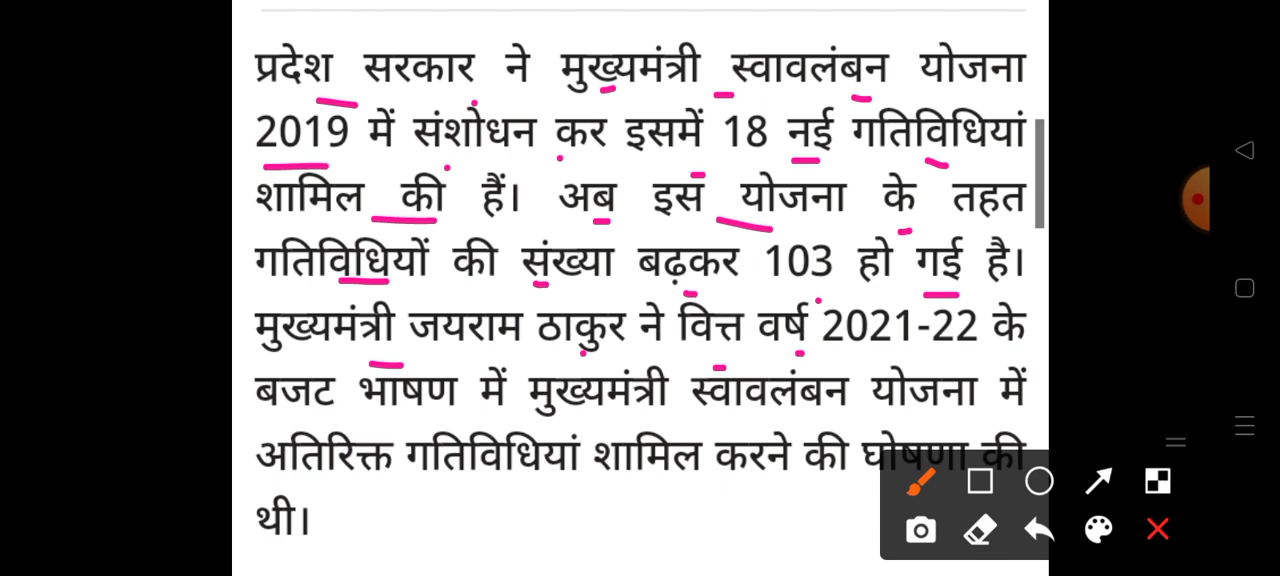 प्रदेश सरकार ने मुख्यमंत्री स्वावलंबन योजना
2019 में संशोधन कर इसमें 18 नई गतिविधियां
शामिल की हैं। अब इस योजना के तहत
गतिविधियों की संख्या बढ़कर 103 हो गई है।
मुख्यमंत्री जयराम ठाकुर ने वित्त वर्ष 2021-22 के
बजट भाषण में मुख्यमंत्री स्वावलंबन योजना में
अतिरिक्त गतिविधियां शामिल करने की घोषणा की
थी।